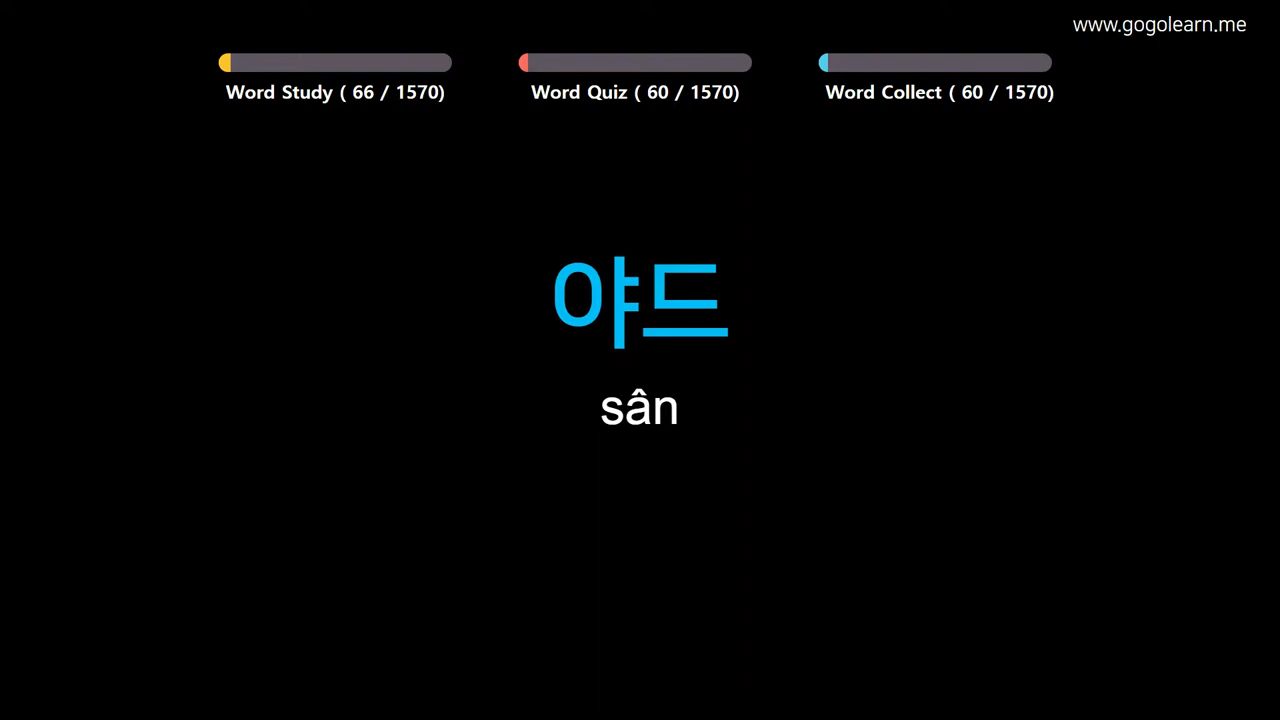 www.gogolearn.me
Word Study ( 66 / 1570)
Word Quiz ( 60 / 1570)
Word Collect ( 60 / 1570)
야드
sân